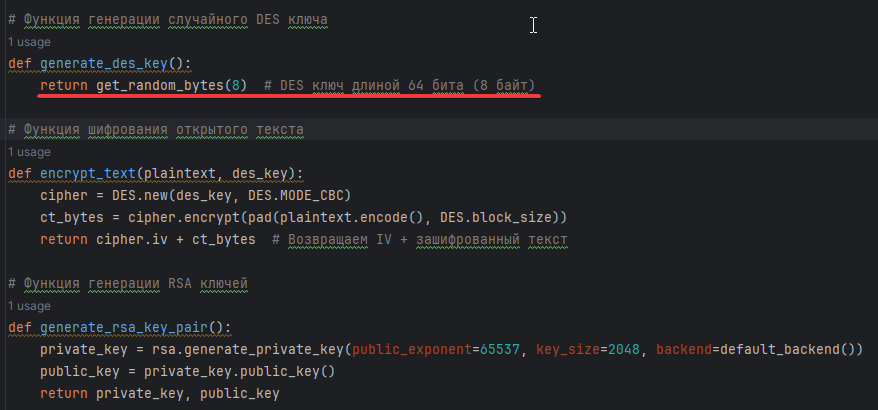 # Функция генерации случайного DES ключа
1 usage
def generate_des_key():
return get_random_bytes(8)  # DES ключ длиной 64 бита (8 байт)
# Функция шифрования открытого текста
1 usage
def encrypt_text(plaintext, des_key):
cipher = DES.new(des_key, DES.MODE_CBC)
ct_bytes = cipher.encrypt(pad(plaintext.encode(), DES.block_size))
return cipher.iv + ct_bytes  # Возвращаем IV + зашифрованный текст
# Функция генерации RSA ключей
1 usage
def generate_rsa_key_pair():
private_key = rsa.generate_private_key(public_exponent=65537, key_size=2048, backend=default_backend())
public_key = private_key.public_key()
return private_key, public_key